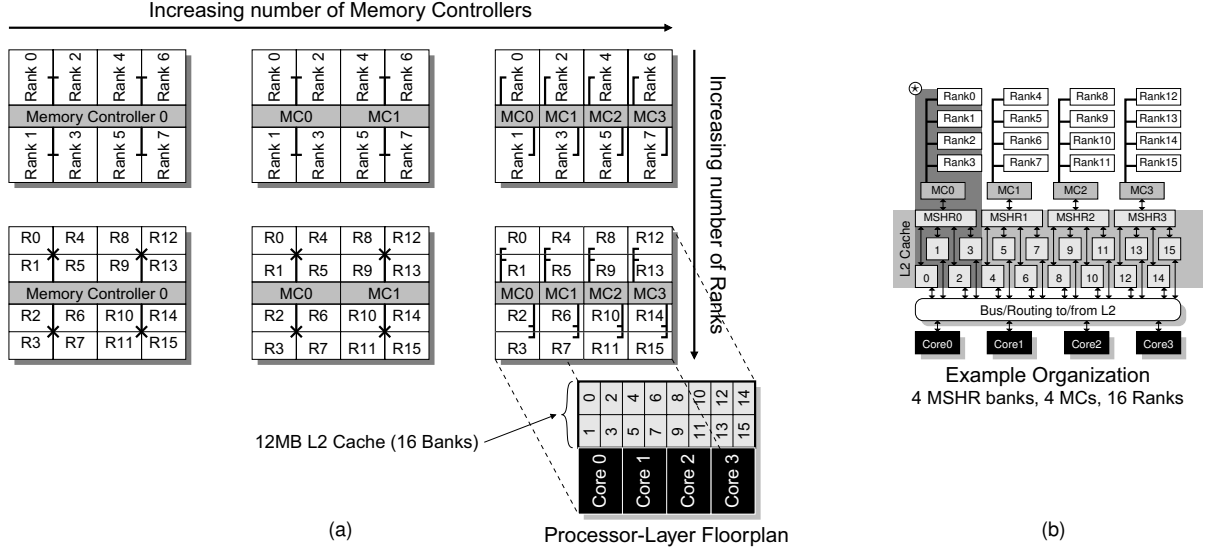 Increasing number of Memory Controllers
Rank 0 Rank 2 Rank 4 Rank 6
Memory Controller 0
Rank 1 Rank 3 Rank 5 Rank 7
Rank 0 Rank 2 Rank 4 Rank 6
MC0 MC1
Rank 1 Rank 3 Rank 5 Rank 7
Rank 0 Rank 2 Rank 4 Rank 6
MC0 MC1 MC2 MC3
Rank 1 Rank 3 Rank 5 Rank 7
Increasing number of Ranks
R0 R4 R8 R12
R1 R5 R9 R13
Memory Controller 0
R2 R6 R10 R14
R3 R7 R11 R15
R0 R4 R8 R12
R1 R5 R9 R13
MC0 MC1
R2 R6 R10 R14
R3 R7 R11 R15
R0 R4 R8 R12
R1 R5 R9 R13
MC0 MC1 MC2 MC3
R2 R6 R10 R14
R3 R7 R11 R15
12MB L2 Cache (16 Banks)
0 2 4 6 8 10 12 14
1 3 5 7 9 11 13 15
Core 0 Core 1 Core 2 Core 3
Processor-Layer Floorplan
(a)
*
Rank0 Rank4 Rank8 Rank12
Rank1 Rank5 Rank9 Rank13
Rank2 Rank6 Rank10 Rank14
Rank3 Rank7 Rank11 Rank15
MC0 MC1 MC2 MC3
L2 Cache
MSHR0 MSHR1 MSHR2 MSHR3
1 3 5 7 9 11 13 15
0 2 4 6 8 10 12 14
Bus/Routing to/from L2
Core0 Core1 Core2 Core3
Example Organization
4 MSHR banks, 4 MCs, 16 Ranks
(b)